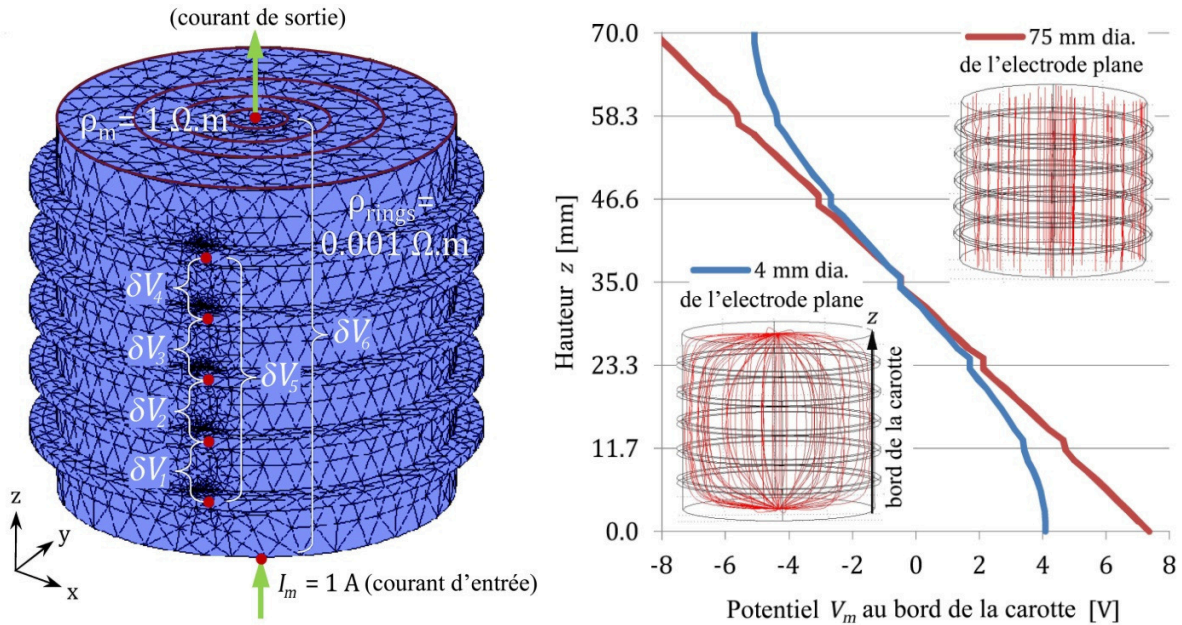 (courant de sortie)
ρm = 1 Ω.m
ρrings =
0.001 Ω.m
δV4
δV3
δV2
δV1
δV5
δV6
z
y
x
Im = 1 A (courant d’entrée)
70.0
58.3
46.6
35.0
23.3
11.7
0.0
Hauteur z [mm]
75 mm dia.
de l’electrode plane
4 mm dia.
de l’electrode plane
z
bord de la carotte
-8
-6
-4
-2
0
2
4
6
8
Potentiel Vm au bord de la carotte [V]